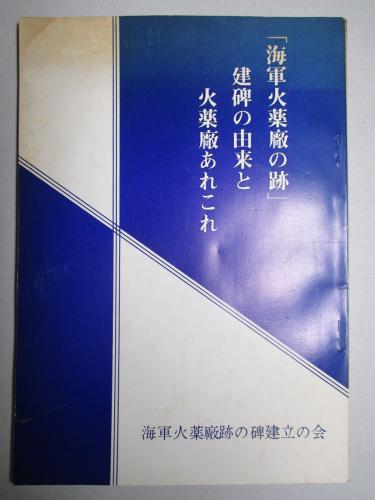 「海軍火薬廠の跡」
建碑の由来と
火薬廠あれこれ
海軍火薬廠跡の碑建立の会